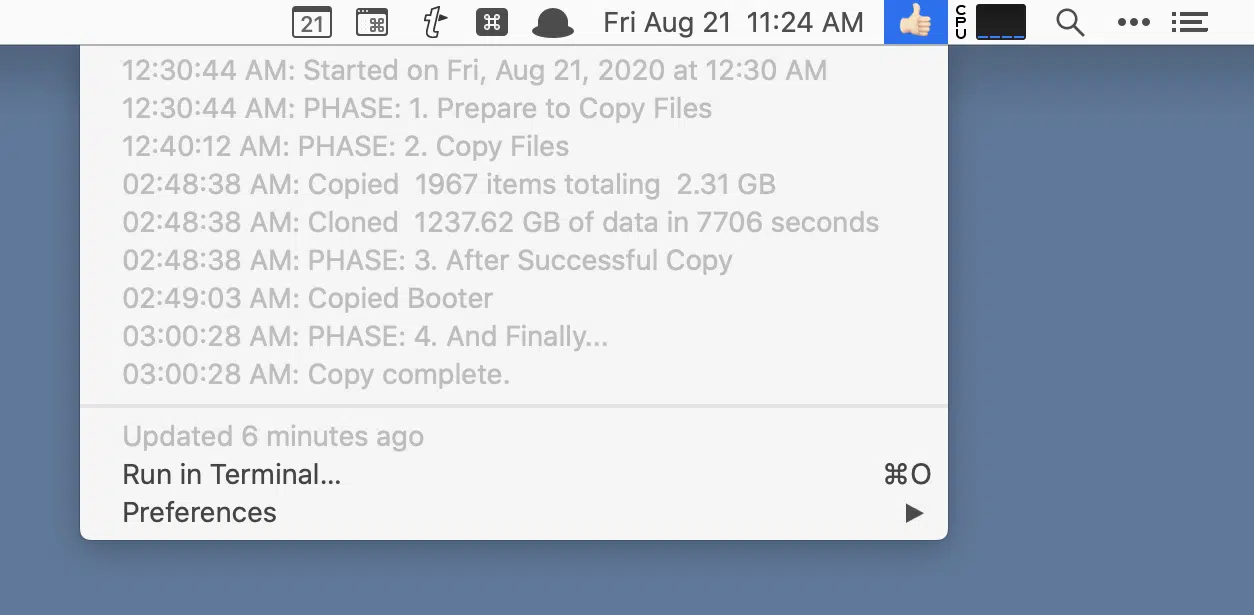 21 ⌘ t ⌘ Fri Aug 21 11:24 AM CPU
12:30:44 AM: Started on Fri, Aug 21, 2020 at 12:30 AM
12:30:44 AM: PHASE: 1. Prepare to Copy Files
12:40:12 AM: PHASE: 2. Copy Files
02:48:38 AM: Copied  1967 items totaling  2.31 GB
02:48:38 AM: Cloned  1237.62 GB of data in 7706 seconds
02:48:38 AM: PHASE: 3. After Successful Copy
02:49:03 AM: Copied Booter
03:00:28 AM: PHASE: 4. And Finally...
03:00:28 AM: Copy complete.
Updated 6 minutes ago
Run in Terminal... ⌘O
Preferences